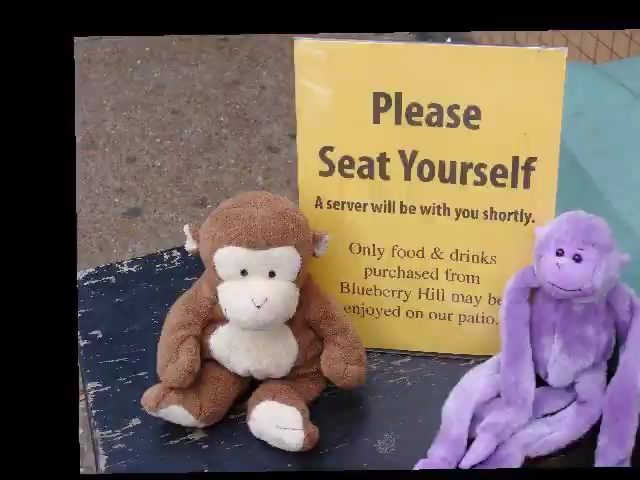 Please
Seat Yourself
A server will be with you shortly.
Only food & drinks
purchased from
Blueberry Hill may be
enjoyed on our patio.